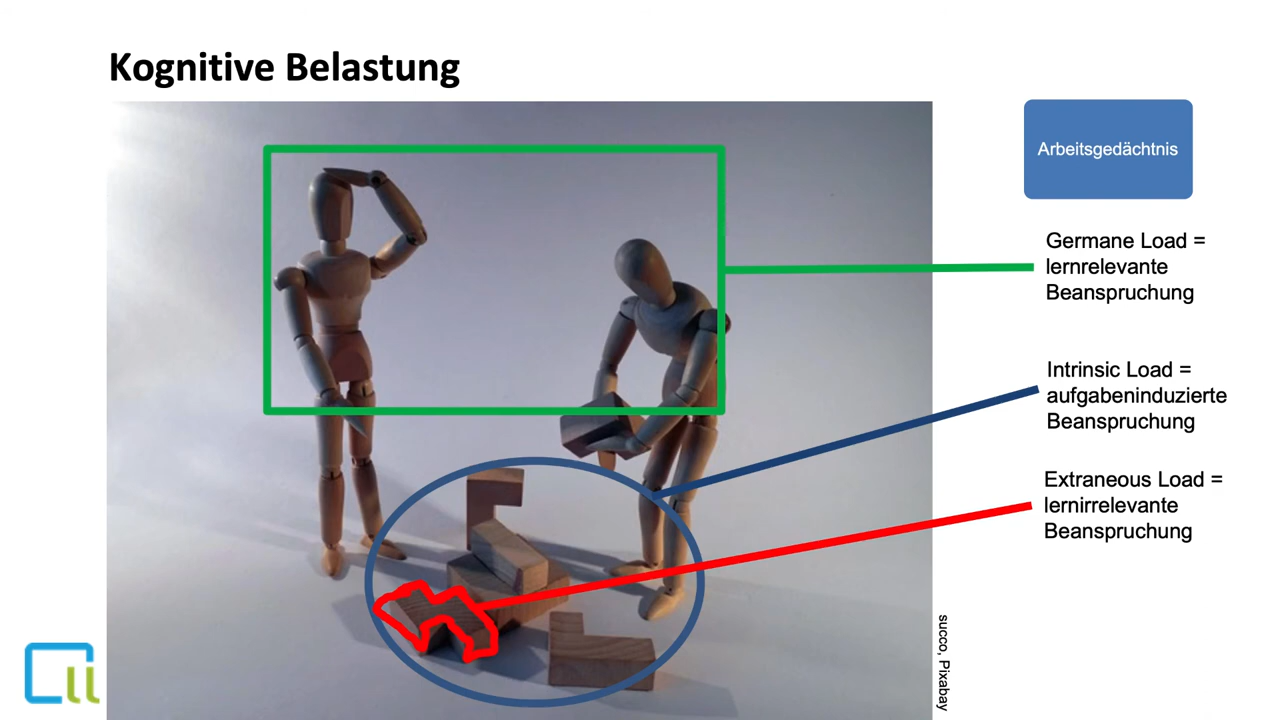 Kognitive Belastung
Arbeitsgedächtnis
Germane Load =
lernrelevante
Beanspruchung
Intrinsic Load =
aufgabeninduzierte
Beanspruchung
Extraneous Load =
lernirrelevante
Beanspruchung
succo, Pixabay